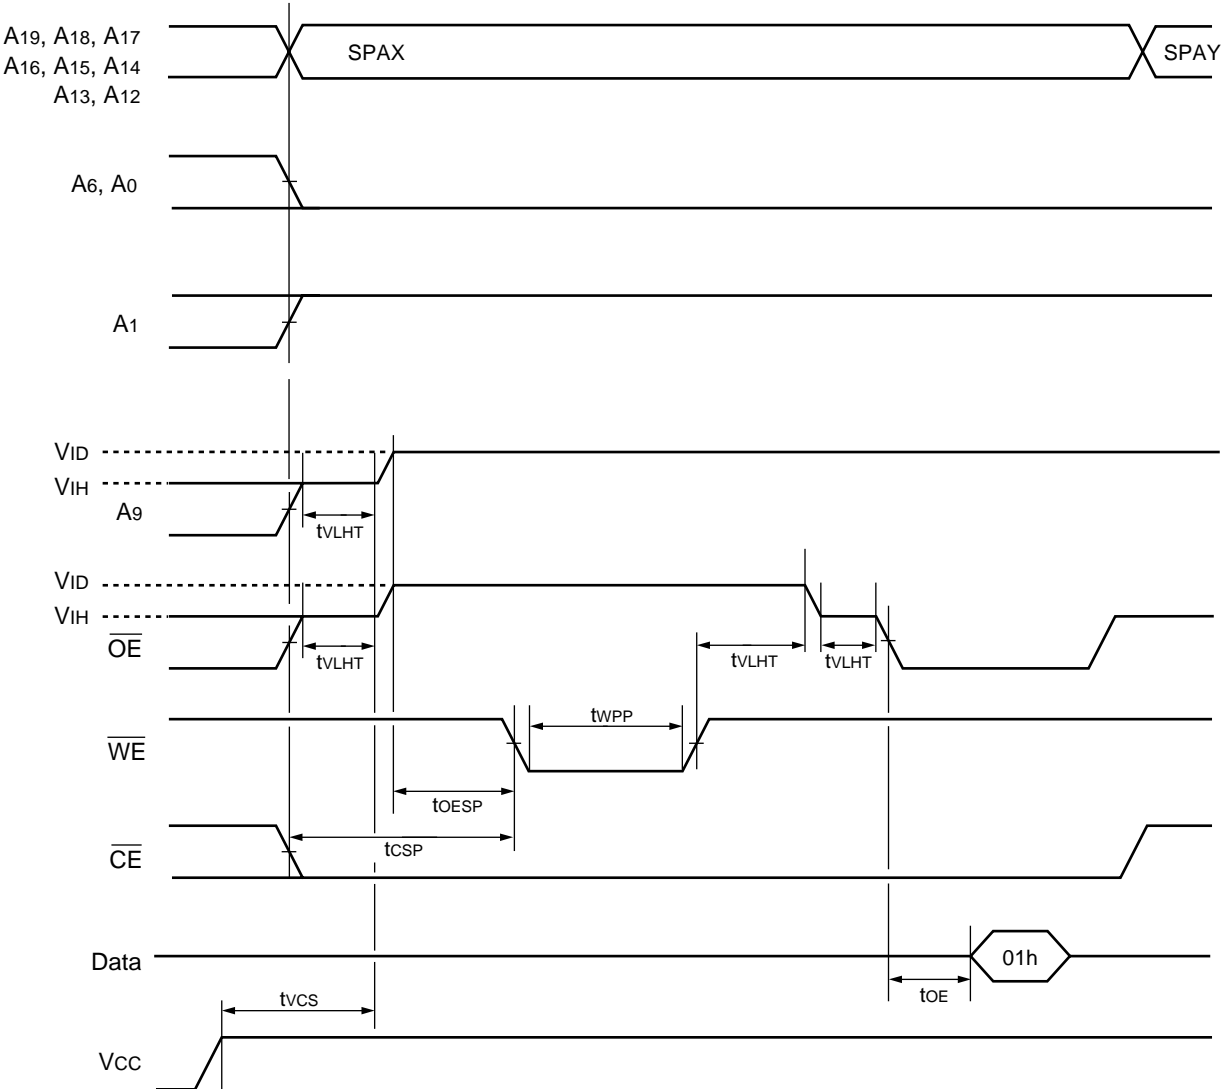 A19, A18, A17
A16, A15, A14
A13, A12
SPAX
SPAY
A6, A0
A1
VID
VIH
A9
tVLHT
VID
VIH
OE
tVLHT
tVLHT
tVLHT
WE
tWPP
tOESP
tCSP
CE
Data
01h
tOE
tVCS
VCC